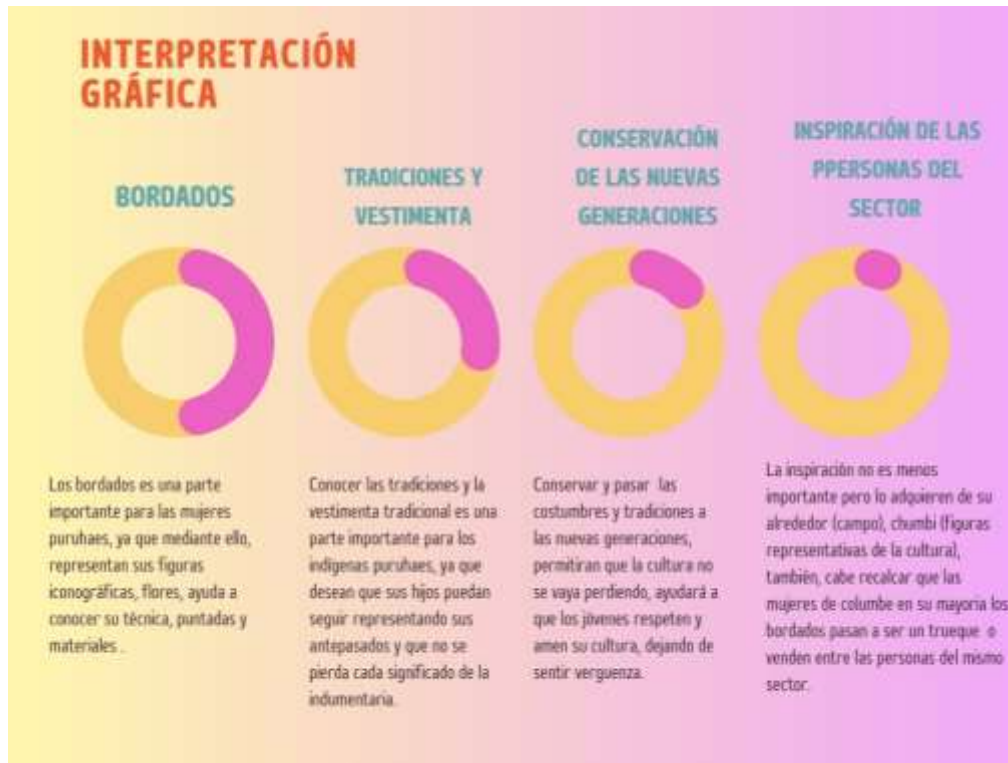 INTERPRETACIÓN
GRÁFICA
BORDADOS
Los bordados es una parte
importante para las mujeres
puruhaes, ya que mediante ello,
representan sus figuras
iconográficas, flores, ayuda a
conocer su técnica, puntadas y
materiales .
TRADICIONES Y
VESTIMENTA
Conocer las tradiciones y la
vestimenta tradicional es una
parte importante para los
indígenas puruhaes, ya que
desean que sus hijos puedan
seguir representando sus
antepasados y que no se
pierda cada significado de la
indumentaria.
CONSERVACIÓN
DE LAS NUEVAS
GENERACIONES
Conservar y pasar las
costumbres y tradiciones a
las nuevas generaciones,
permitiran que la cultura no
se vaya perdiendo, ayudará a
que los jóvenes respeten y
amen su cultura, dejando de
sentir verguenza.
INSPIRACIÓN DE LAS
PPERSONAS DEL
SECTOR
La inspiración no es menos
importante pero lo adquieren de su
alrededor (campo), chumbi (figuras
representativas de la cultura),
también, cabe recalcar que las
mujeres de columbe en su mayoria los
bordados pasan a ser un trueque o
venden entre las personas del mismo
sector.